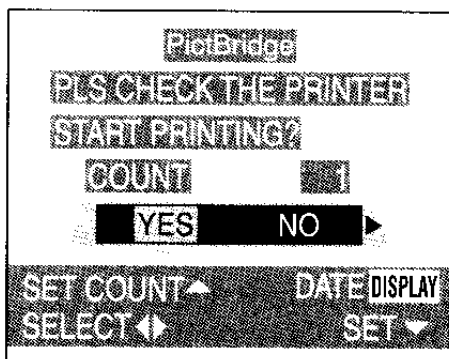 PictBridge
PLS CHECK THE PRINTER
START PRINTING?
COUNT 1
YES NO
SET COUNT DATE DISPLAY
SELECT SET